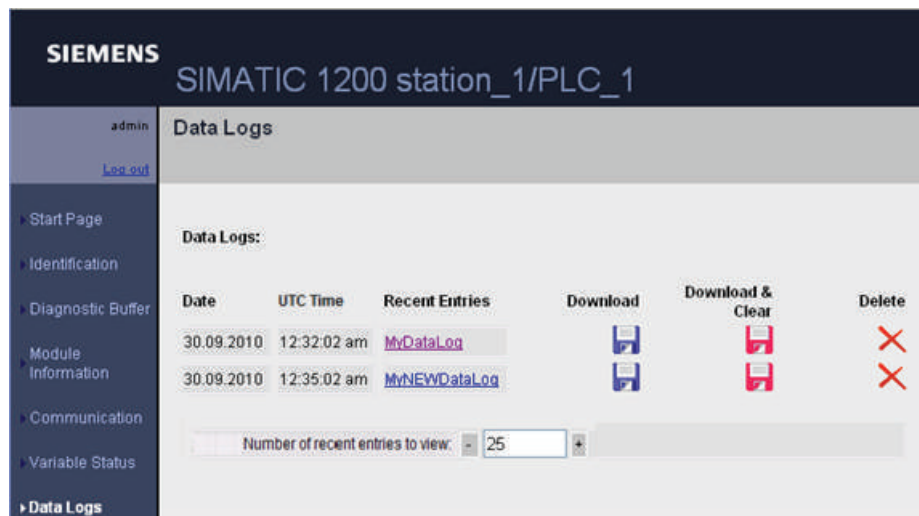 SIEMENS
SIMATIC 1200 station_1/PLC_1
admin
Log out
Data Logs
Start Page
Identification
Diagnostic Buffer
Module
Information
Communication
Variable Status
Data Logs
Data Logs:
Date UTC Time Recent Entries Download Download & Clear Delete
30.09.2010 12:32:02 am MyDataLog
30.09.2010 12:35:02 am MyNEWDataLog
Number of recent entries to view: - 25 +